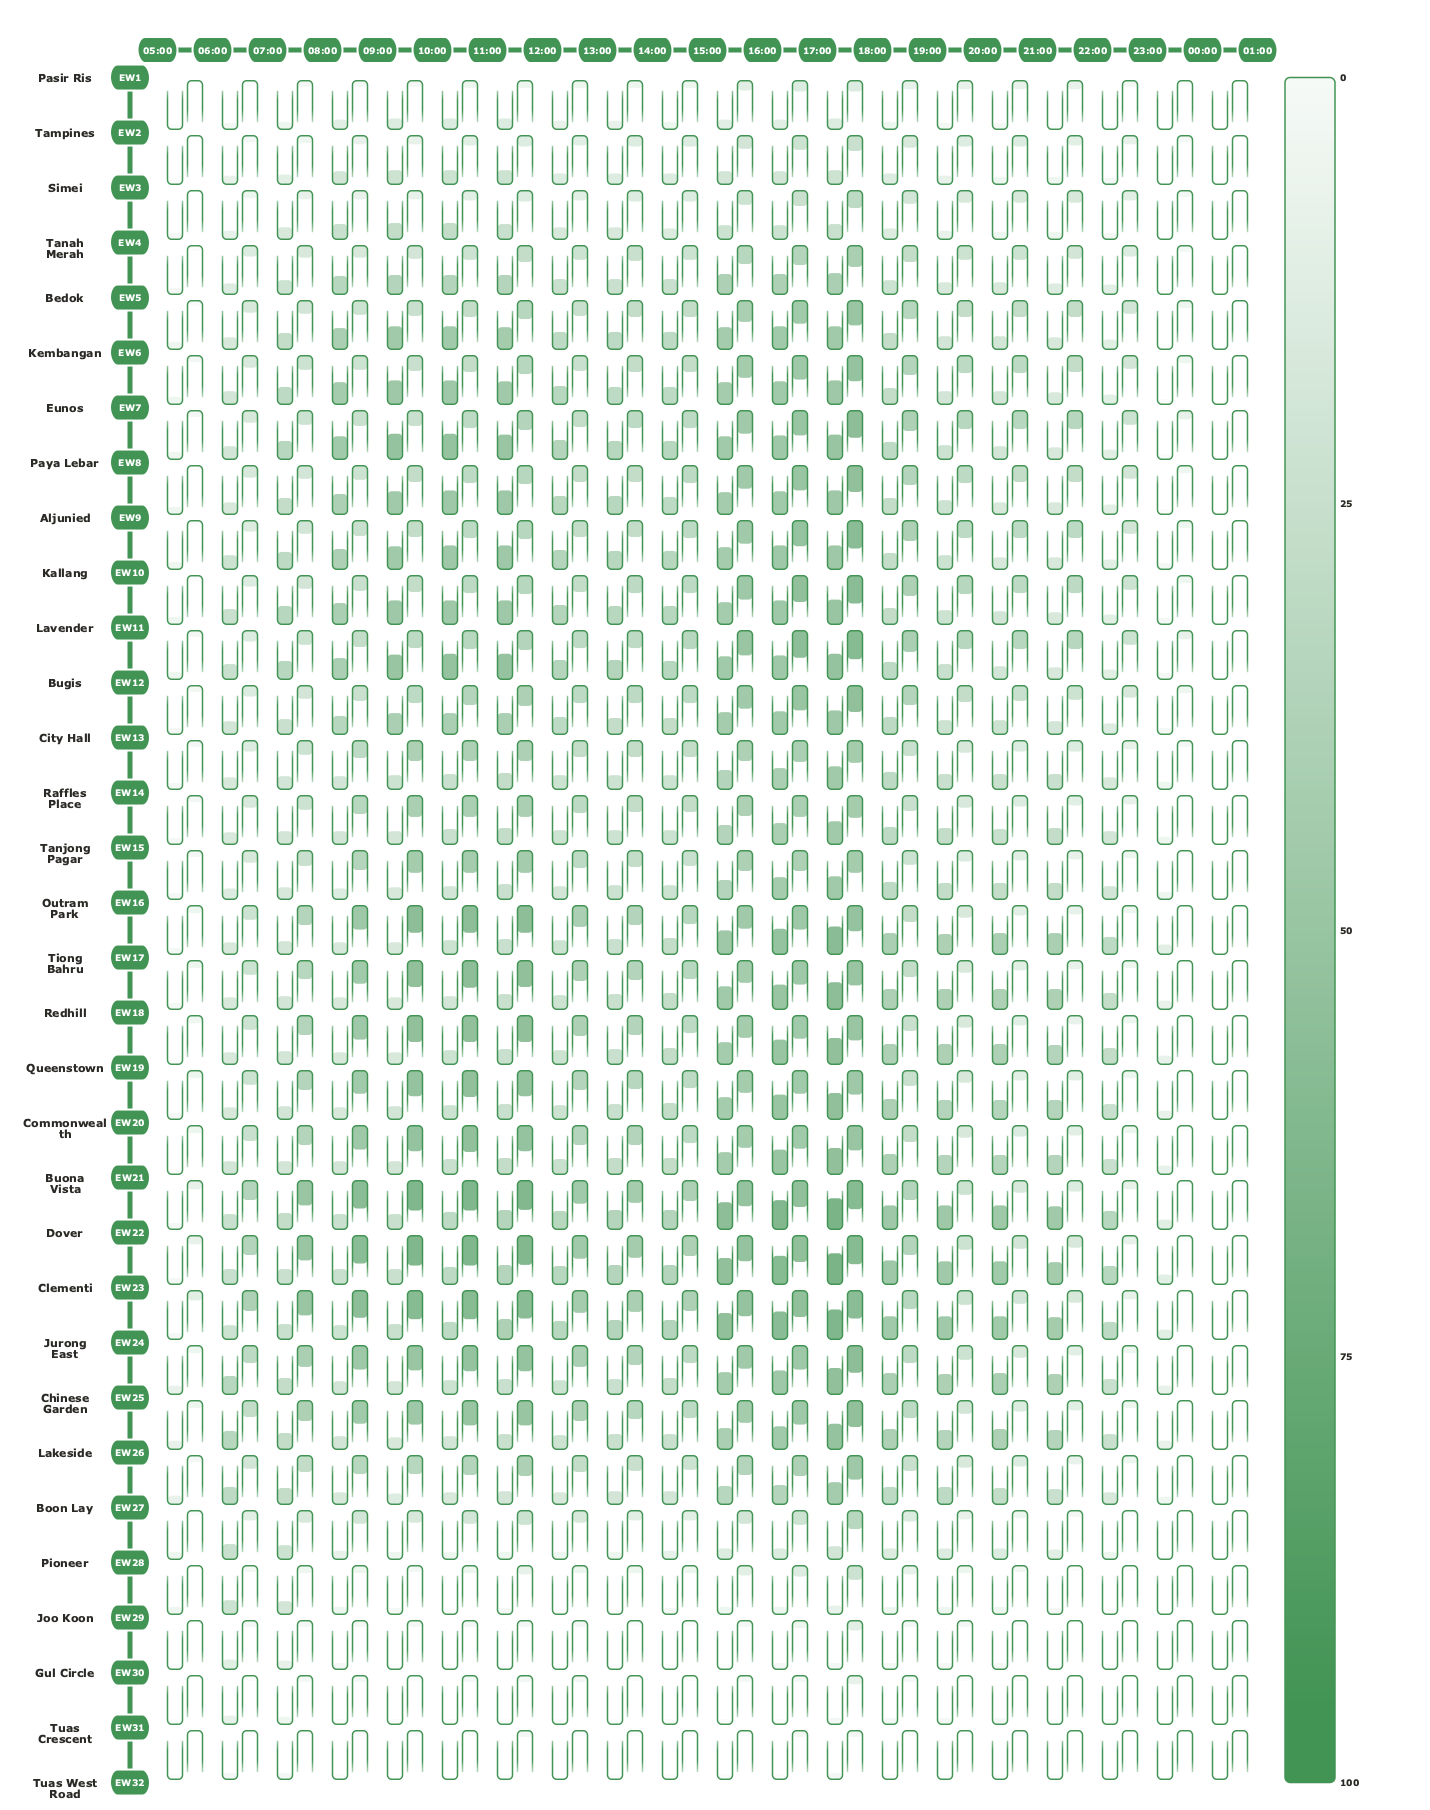 05:00 06:00 07:00 08:00 09:00 10:00 11:00 12:00 13:00 14:00 15:00 16:00 17:00 18:00 19:00 20:00 21:00 22:00 23:00 00:00 01:00
Pasir Ris EW1 0
Tampines EW2
Simei EW3
Tanah EW4
Merah
Bedok EW5
Kembangan EW6
Eunos EW7
Paya Lebar EW8
25
Aljunied EW9
Kallang EW10
Lavender EW11
Bugis EW12
City Hall EW13
Raffles EW14
Place
Tanjong EW15
Pagar
Outram EW16
Park
50
Tiong EW17
Bahru
Redhill EW18
Queenstown EW19
Commonweal EW20
th
Buona EW21
Vista
Dover EW22
Clementi EW23
Jurong EW24
East
75
Chinese EW25
Garden
Lakeside EW26
Boon Lay EW27
Pioneer EW28
Joo Koon EW29
Gul Circle EW30
Tuas EW31
Crescent
Tuas West EW32 100
Road